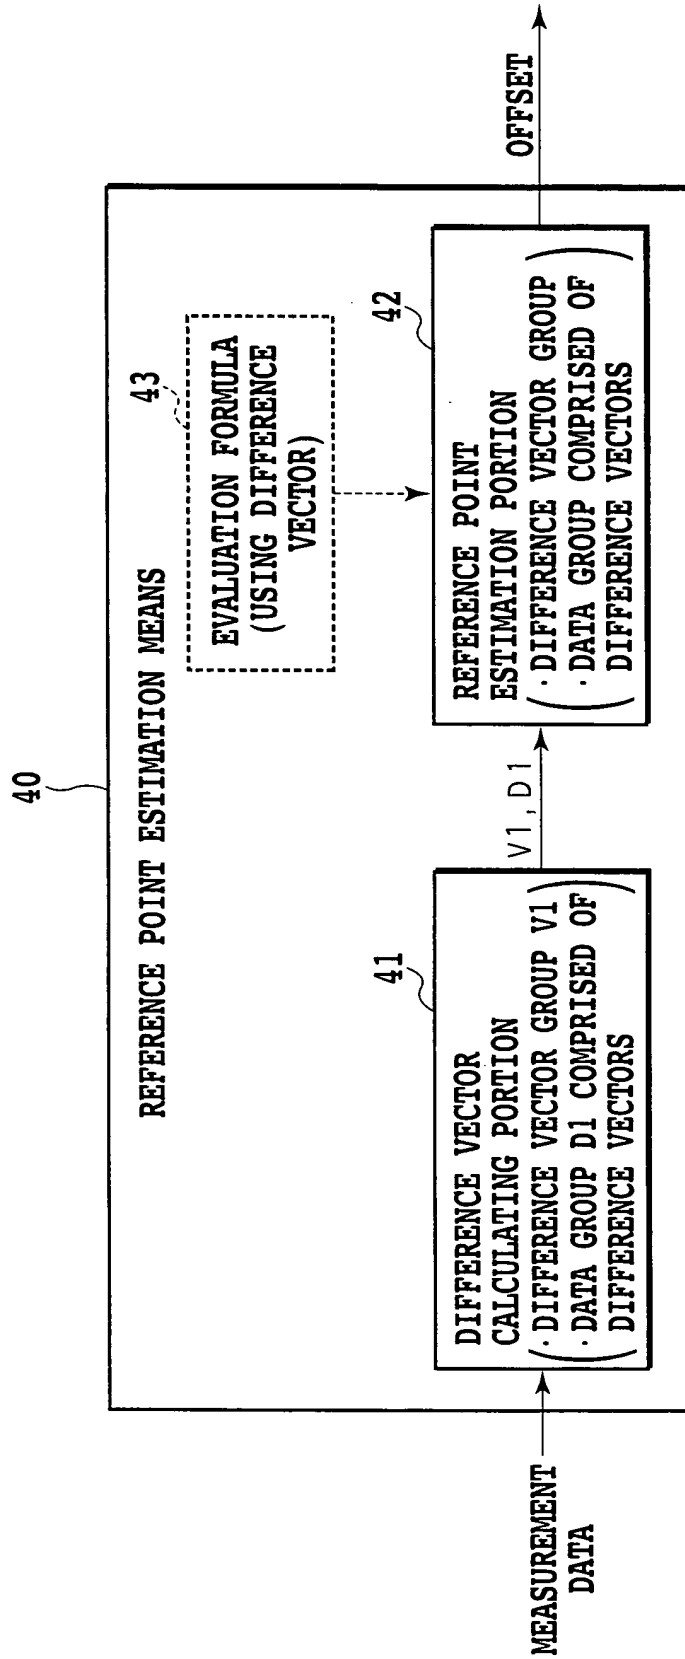 40
REFERENCE POINT ESTIMATION MEANS
43
EVALUATION FORMULA
(USING DIFFERENCE
VECTOR)
41
DIFFERENCE VECTOR
CALCULATING PORTION
·DIFFERENCE VECTOR GROUP V1
·DATA GROUP D1 COMPRISED OF
DIFFERENCE VECTORS
42
REFERENCE POINT
ESTIMATION PORTION
·DIFFERENCE VECTOR GROUP
·DATA GROUP COMPRISED OF
DIFFERENCE VECTORS
MEASUREMENT
DATA
V1, D1
OFFSET